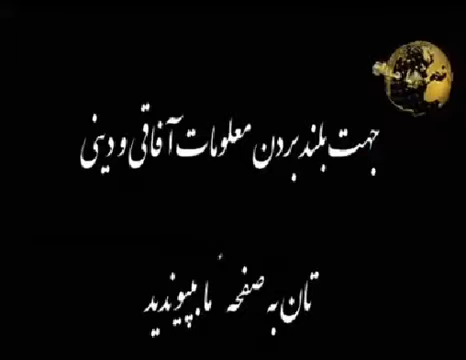 جهت بلند بردن معلومات آفاقی و دینی
تان به صفحهٔ ما بپیوندید